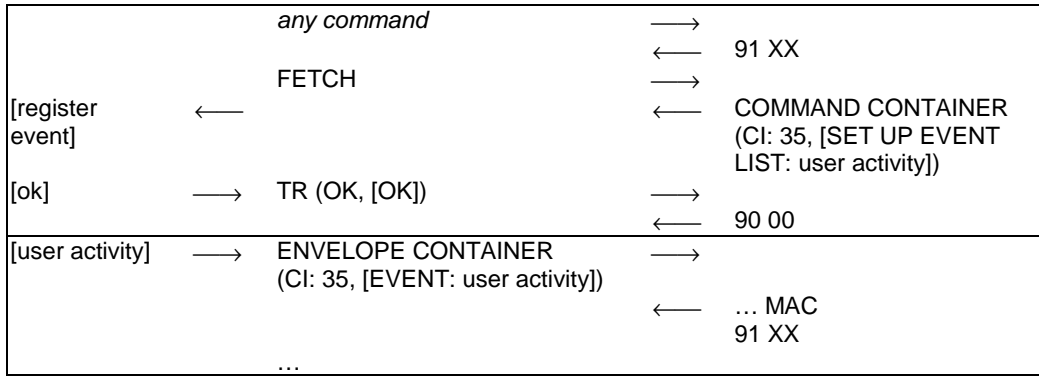 any command ⟶
⟵ 91 XX
FETCH ⟶
[register ⟵ ⟵ COMMAND CONTAINER
event] (CI: 35, [SET UP EVENT
LIST: user activity])
[ok] ⟶ TR (OK, [OK]) ⟶
⟵ 90 00
[user activity] ⟶ ENVELOPE CONTAINER ⟶
(CI: 35, [EVENT: user activity])
⟵ … MAC
91 XX
…